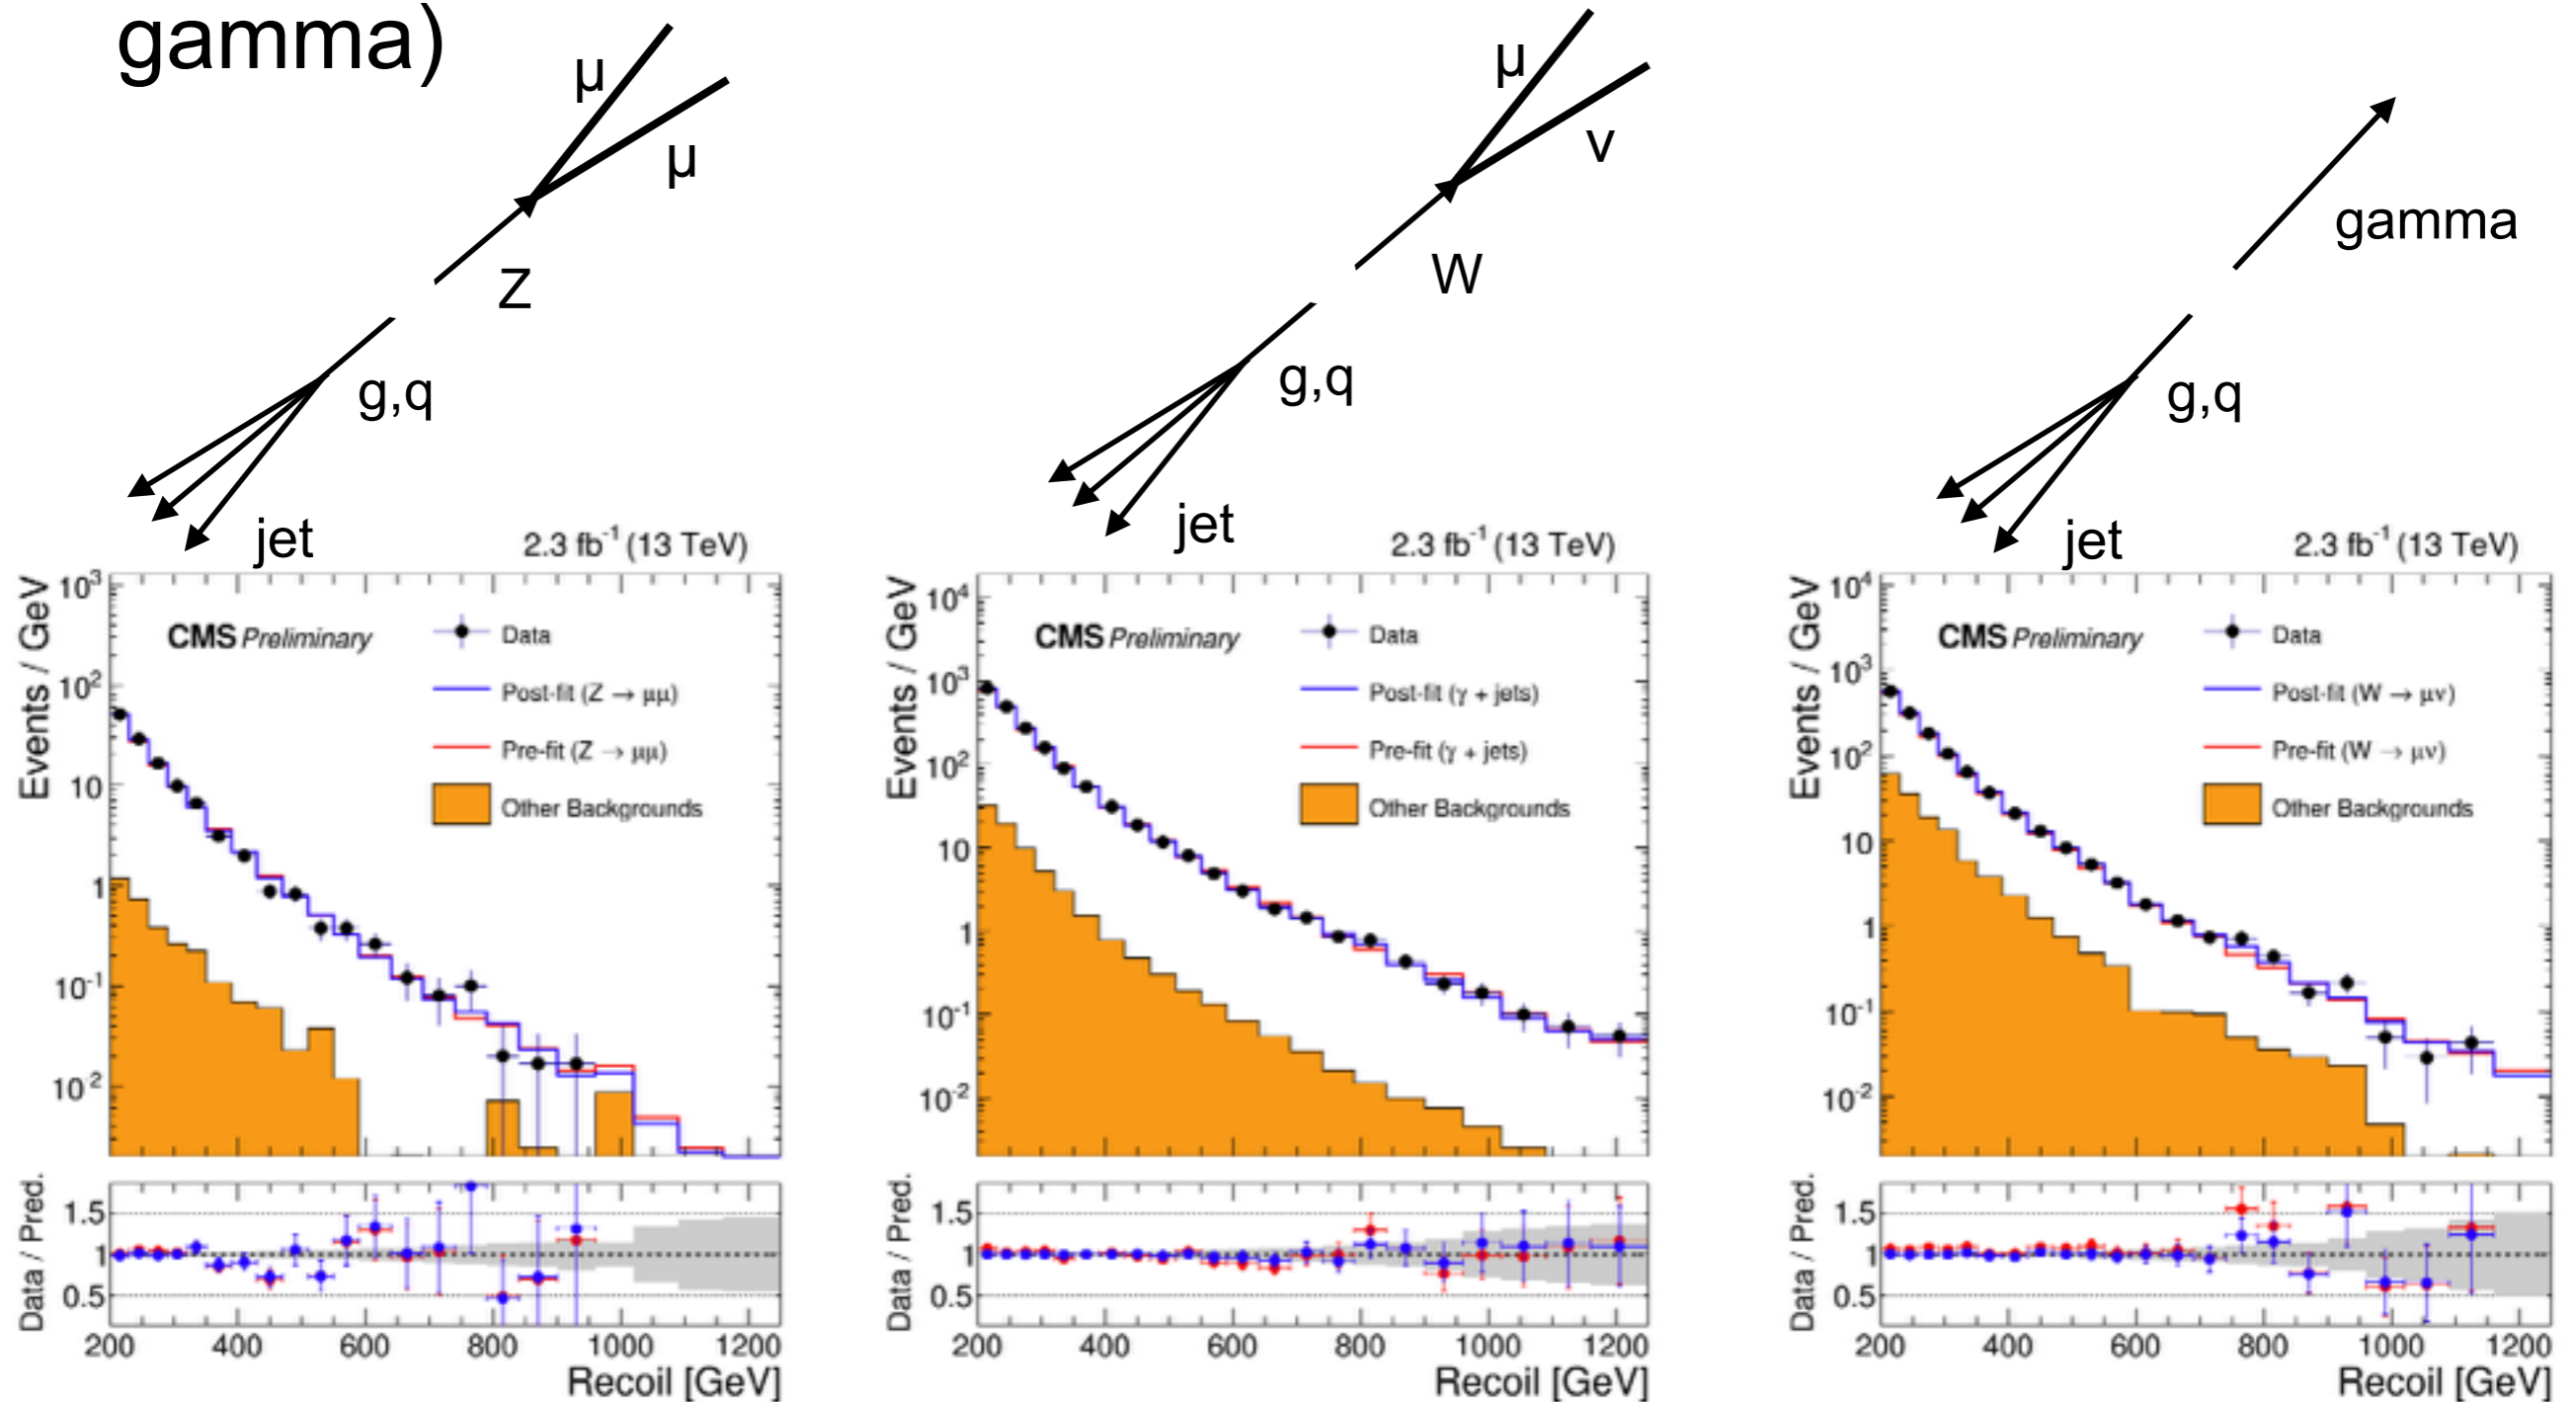 gamma)
μ
μ
Z
g,q
jet
μ
v
W
g,q
jet
gamma
g,q
jet
2.3 fb⁻¹ (13 TeV)
Events / GeV
10³
10²
10
1
10⁻¹
10⁻²
CMS Preliminary
Data
Post-fit (Z → μμ)
Pre-fit (Z → μμ)
Other Backgrounds
Data / Pred.
1.5
1
0.5
200 400 600 800 1000 1200
Recoil [GeV]
2.3 fb⁻¹ (13 TeV)
Events / GeV
10⁴
10³
10²
10
1
10⁻¹
10⁻²
CMS Preliminary
Data
Post-fit (γ + jets)
Pre-fit (γ + jets)
Other Backgrounds
Data / Pred.
1.5
1
0.5
200 400 600 800 1000 1200
Recoil [GeV]
2.3 fb⁻¹ (13 TeV)
Events / GeV
10⁴
10³
10²
10
1
10⁻¹
10⁻²
CMS Preliminary
Data
Post-fit (W → μν)
Pre-fit (W → μν)
Other Backgrounds
Data / Pred.
1.5
1
0.5
200 400 600 800 1000 1200
Recoil [GeV]